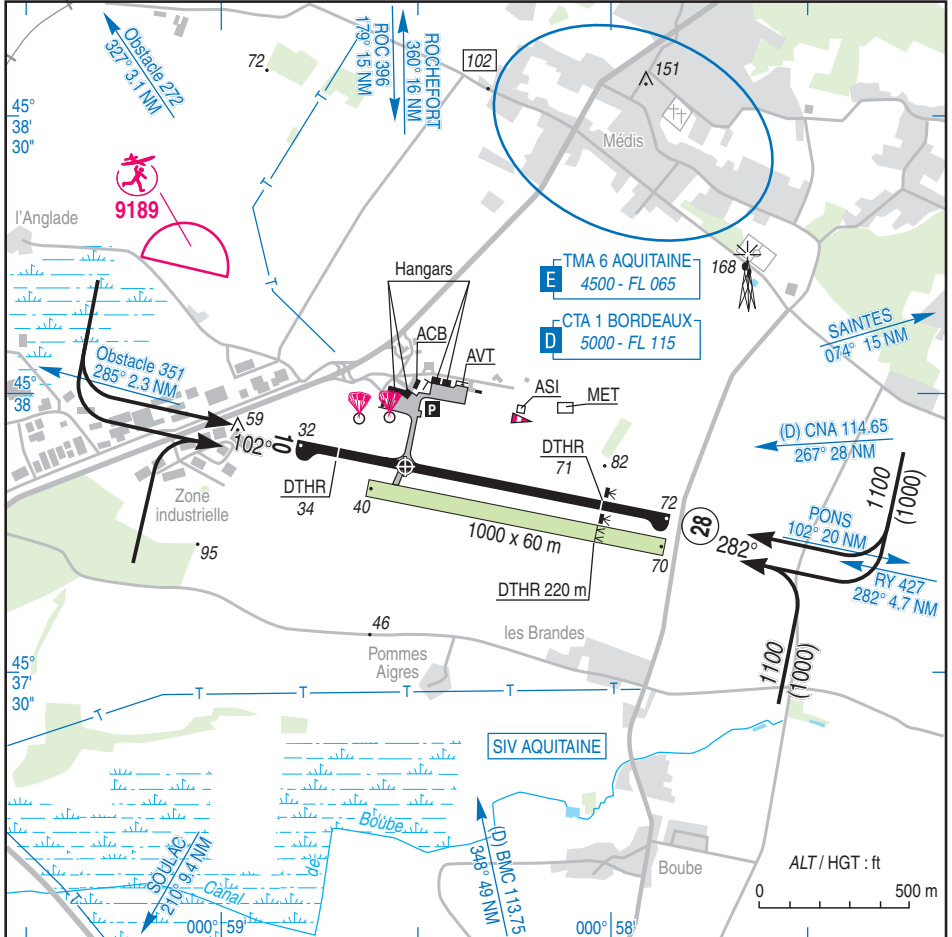 Obstacle 272
327° 3.1 NM
72
ROC 396
179° 15 NM
ROCHEFORT
360° 16 NM
102
151
Médis
45°
38'
30"
9189
l'Anglade
T
T
Hangars
ACB
AVT
P
E
TMA 6 AQUITAINE
4500 - FL 065
D
CTA 1 BORDEAUX
5000 - FL 115
168
SAINTES
074° 15 NM
Obstacle 351
285° 2.3 NM
45°
38
ASI
MET
59
102°
10
32
DTHR
34
DTHR
71
82
72
(D) CNA 114.65
267° 28 NM
1100
(1000)
Zone
industrielle
40
1000 x 60 m
70
28
282°
PONS
102° 20 NM
RY 427
282° 4.7 NM
95
DTHR 220 m
46
les Brandes
Pommes
Aigres
1100
(1000)
45°
37'
30"
T
T
T
T
T
SIV AQUITAINE
SOULAC
210° 9.4 NM
T
Canal
de
Boube
(D) BMC 113.75
348° 49 NM
Boube
ALT / HGT : ft
0
500 m
000° 59'
000° 58'